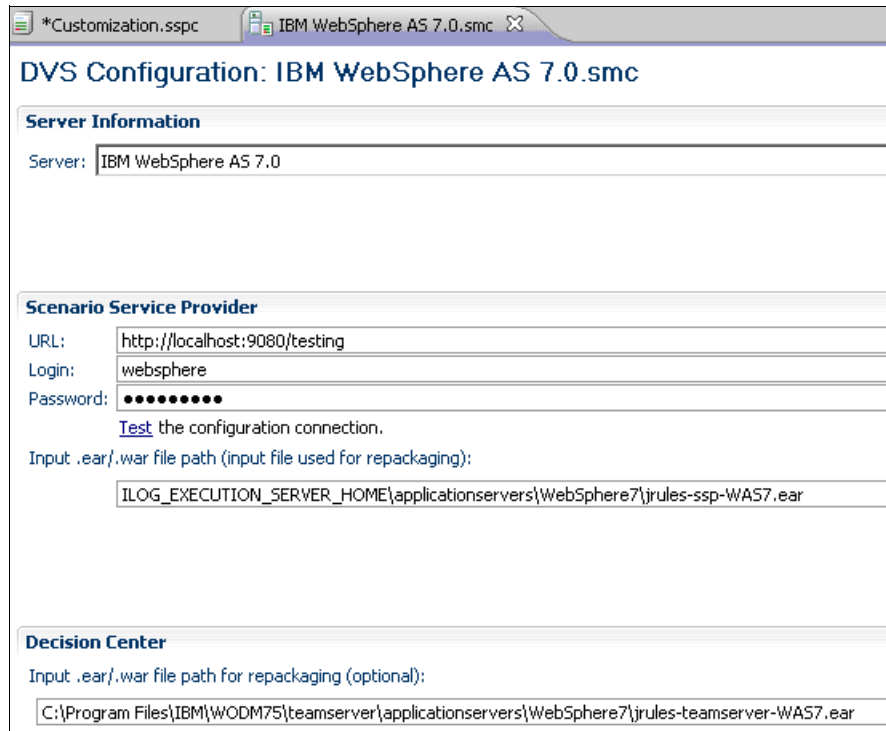 *Customization.sspc IBM WebSphere AS 7.0.smc
DVS Configuration: IBM WebSphere AS 7.0.smc
Server Information
Server: IBM WebSphere AS 7.0
Scenario Service Provider
URL: http://localhost:9080/testing
Login: websphere
Password: ●●●●●●●●●
Test the configuration connection.
Input .ear/.war file path (input file used for repackaging):
ILOG_EXECUTION_SERVER_HOME\applicationservers\WebSphere7\jrules-ssp-WAS7.ear
Decision Center
Input .ear/.war file path for repackaging (optional):
C:\Program Files\IBM\WODM75\teamserver\applicationservers\WebSphere7\jrules-teamserver-WAS7.ear